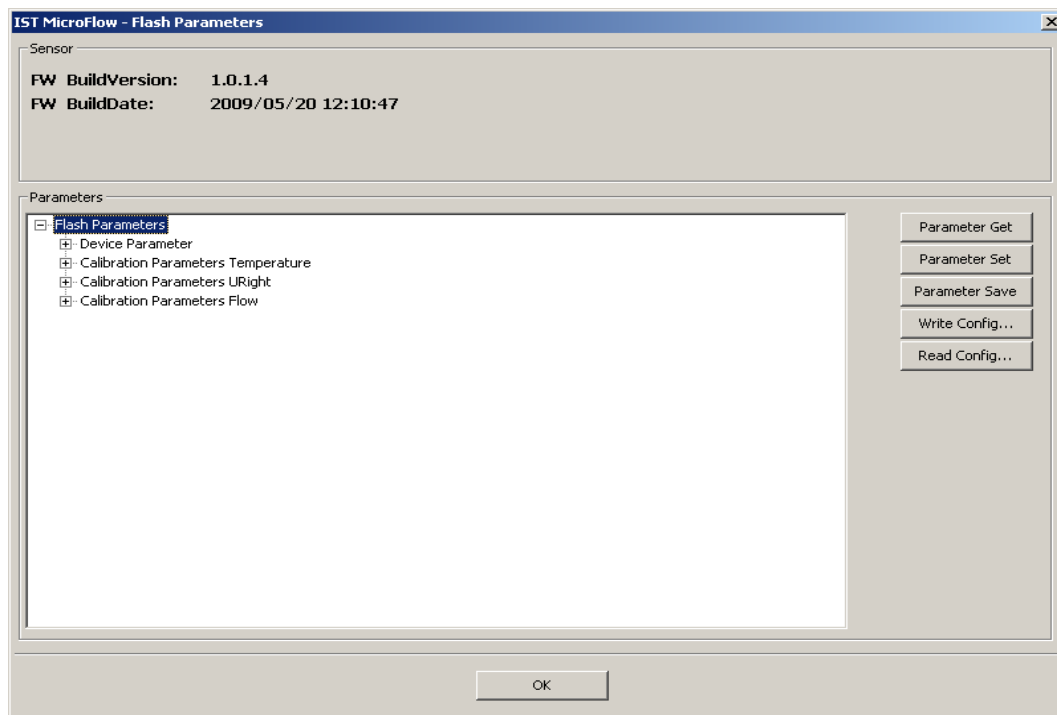 IST MicroFlow - Flash Parameters
Sensor
FW BuildVersion: 1.0.1.4
FW BuildDate: 2009/05/20 12:10:47
Parameters
Flash Parameters
Device Parameter
Calibration Parameters Temperature
Calibration Parameters URight
Calibration Parameters Flow
Parameter Get
Parameter Set
Parameter Save
Write Config...
Read Config...
OK